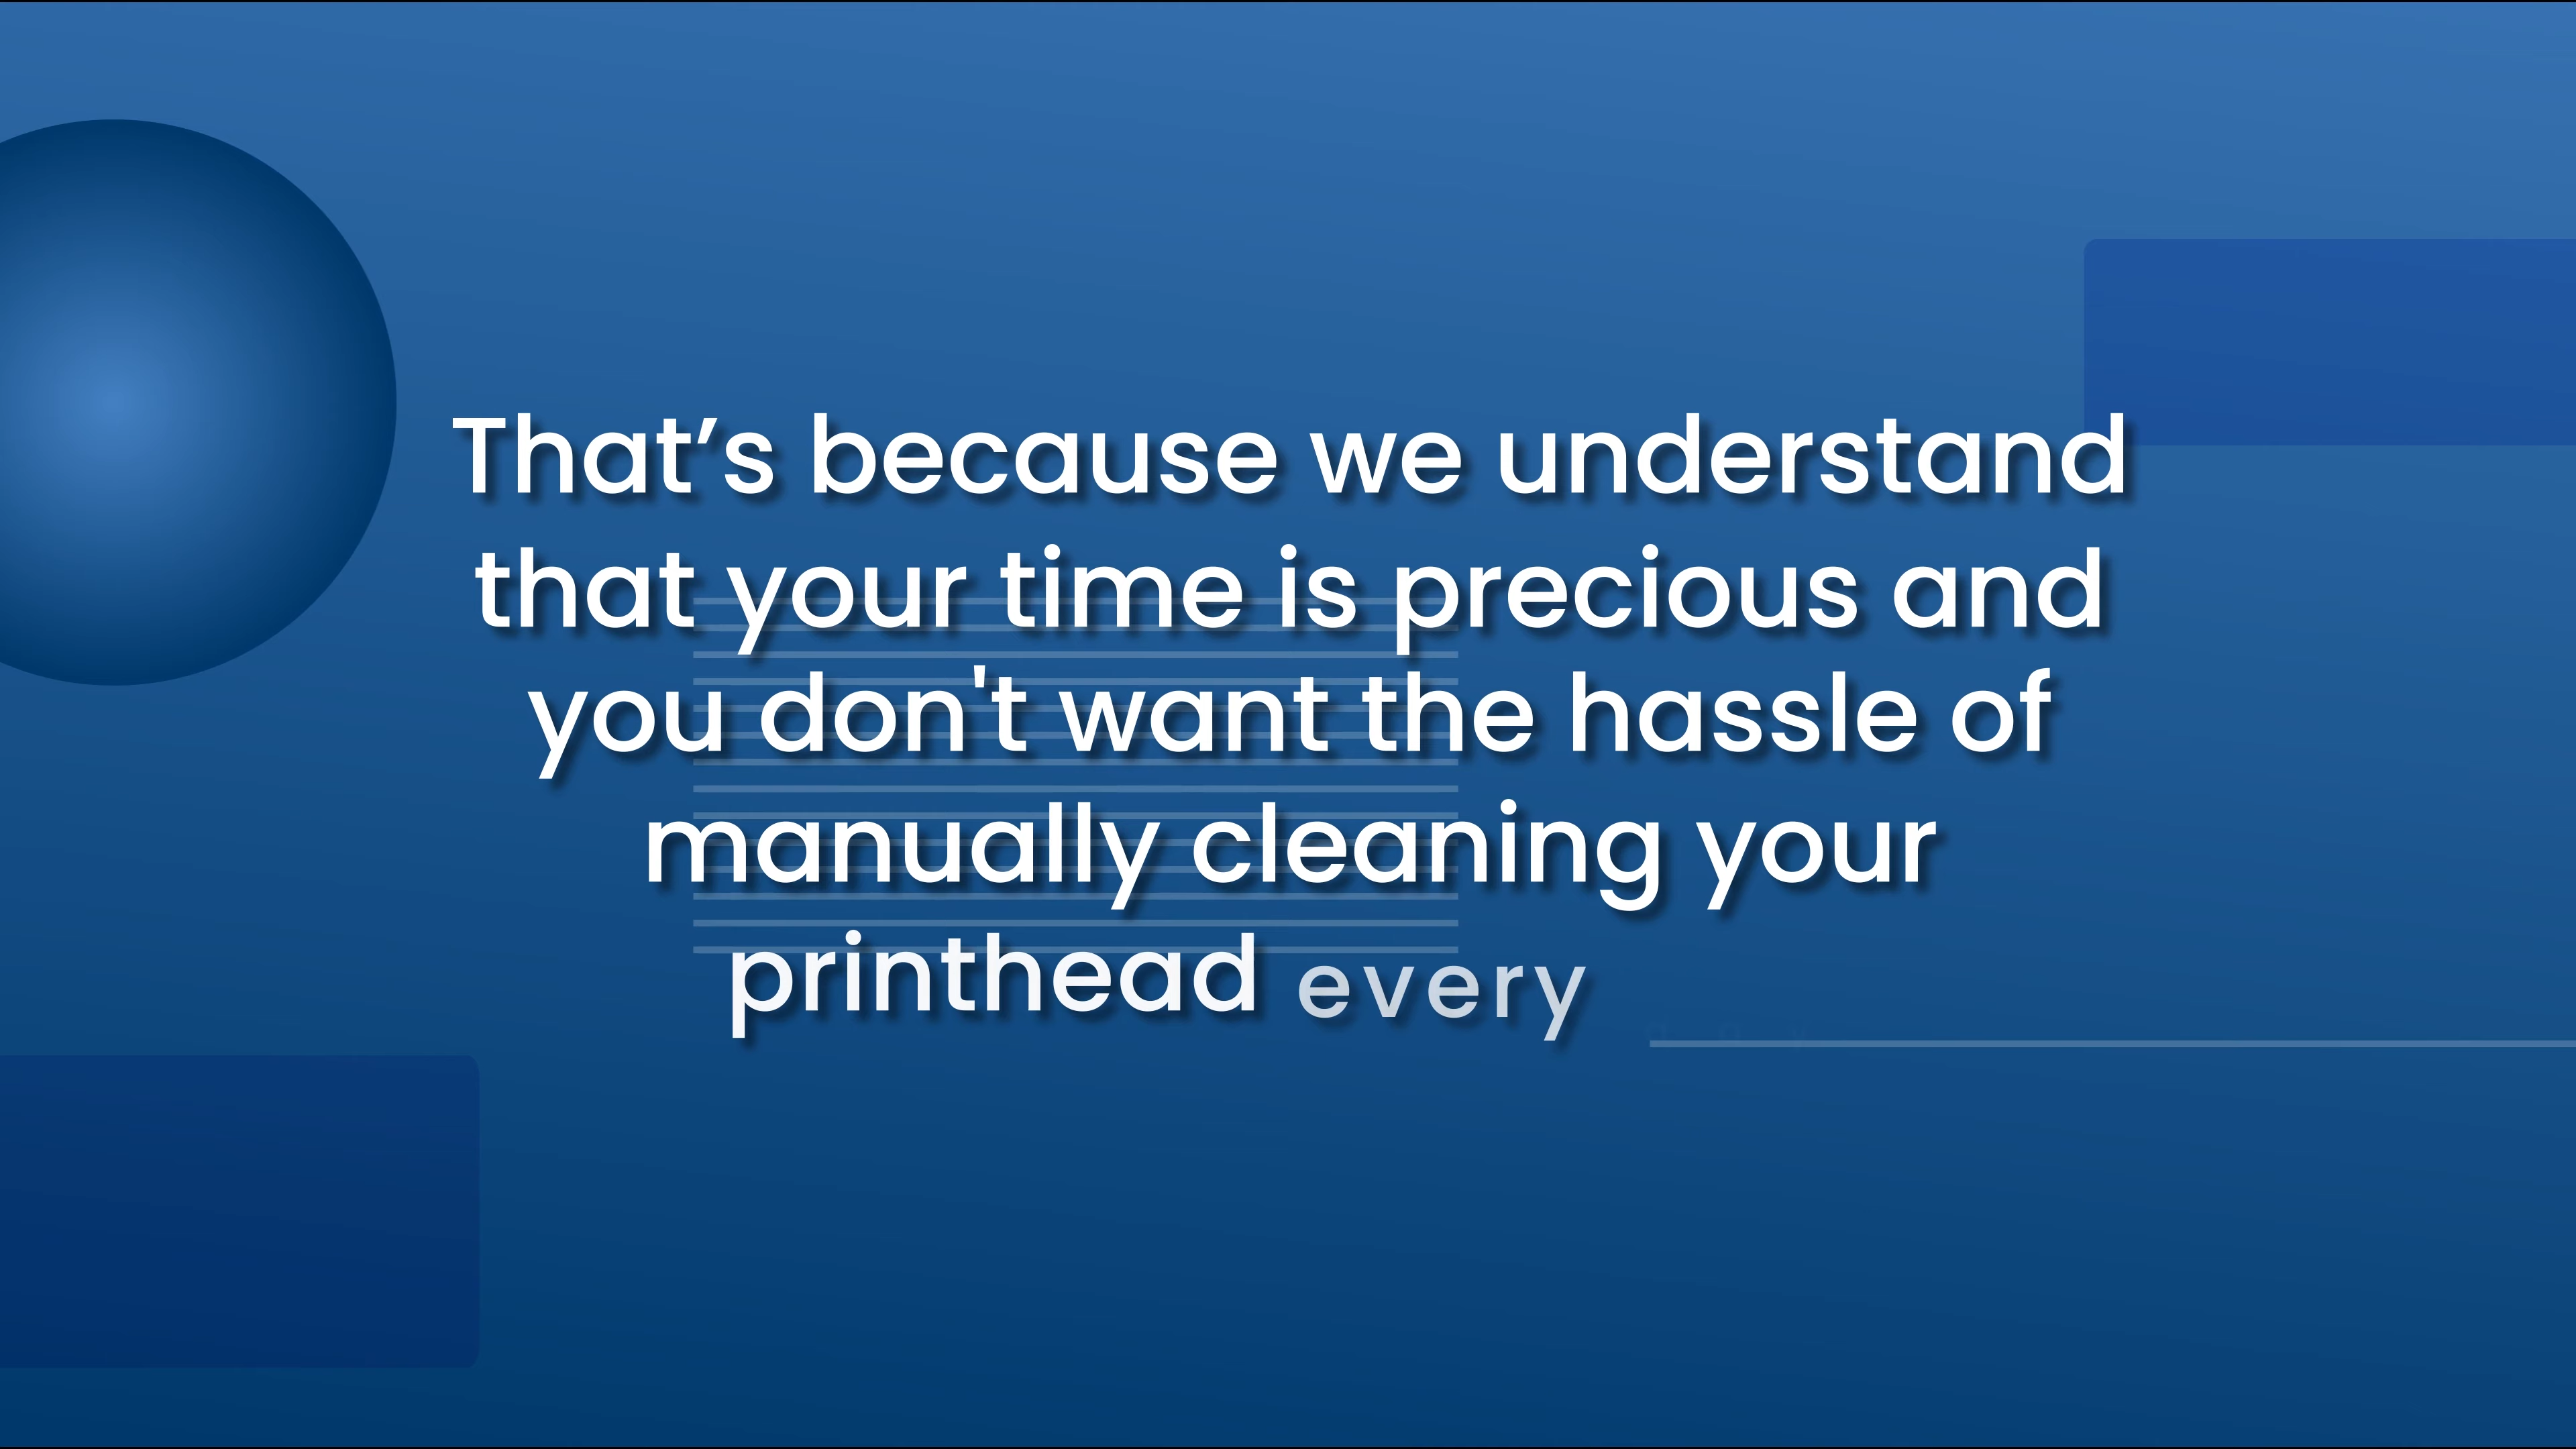 That’s because we understand
that your time is precious and
you don't want the hassle of
manually cleaning your
printhead every